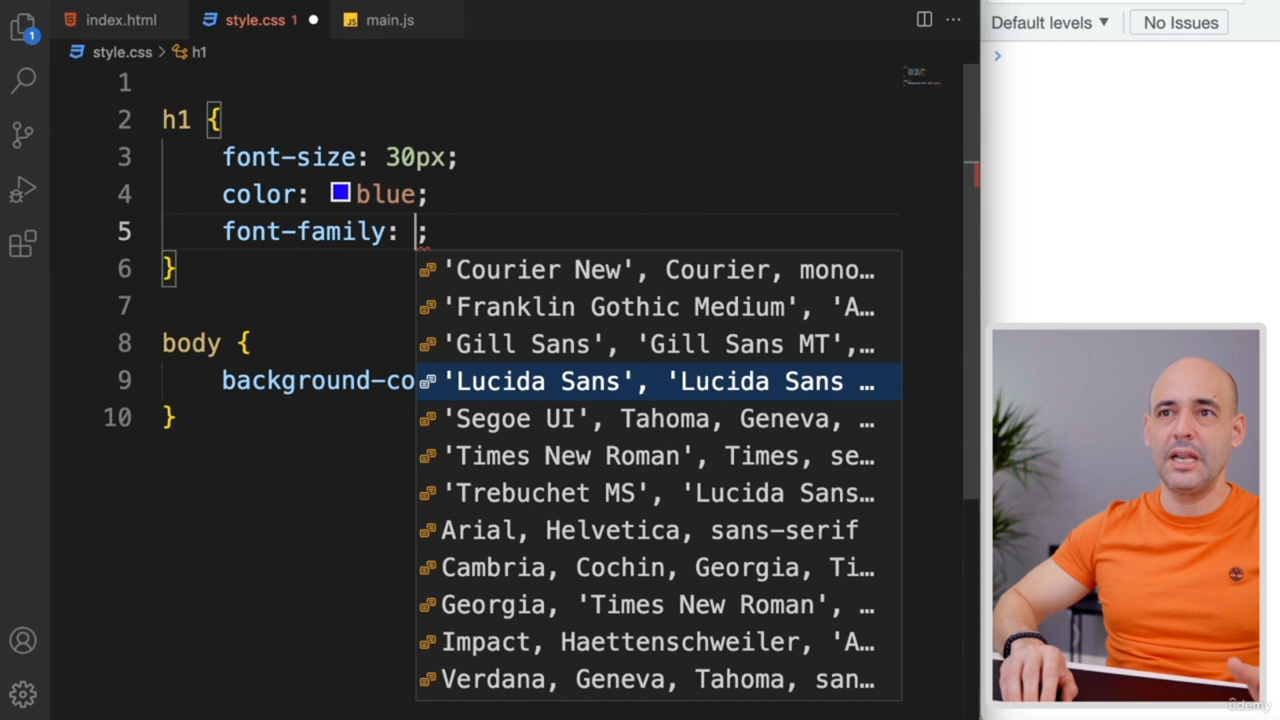 index.html
style.css 1
JS main.js
Default levels ▼
No Issues
1
style.css > h1
>
1
2 h1 {
3 font-size: 30px;
4 color: blue;
5 font-family: ;
6 }
7
8 body {
9 background-co
10 }
'Courier New', Courier, mono…
'Franklin Gothic Medium', 'A…
'Gill Sans', 'Gill Sans MT',…
'Lucida Sans', 'Lucida Sans …
'Segoe UI', Tahoma, Geneva, …
'Times New Roman', Times, se…
'Trebuchet MS', 'Lucida Sans…
Arial, Helvetica, sans-serif
Cambria, Cochin, Georgia, Ti…
Georgia, 'Times New Roman', …
Impact, Haettenschweiler, 'A…
Verdana, Geneva, Tahoma, san…
ûdemy